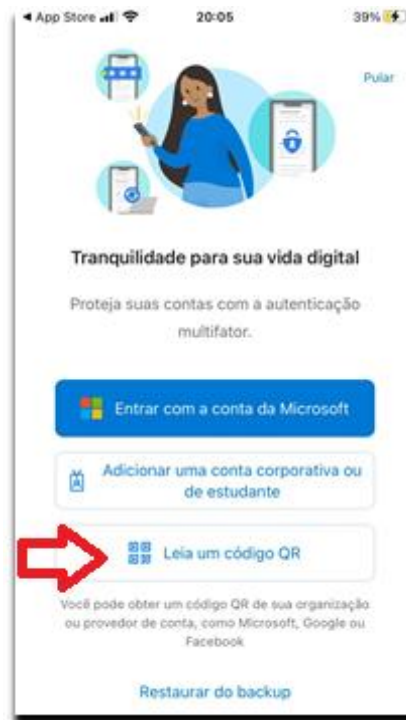 App Store
20:05
39%
Pular
Tranquilidade para sua vida digital
Proteja suas contas com a autenticação
multifator.
Entrar com a conta da Microsoft
Adicionar uma conta corporativa ou
de estudante
Leia um código QR
Você pode obter um código QR de sua organização
ou provedor de conta, como Microsoft, Google ou
Facebook
Restaurar do backup